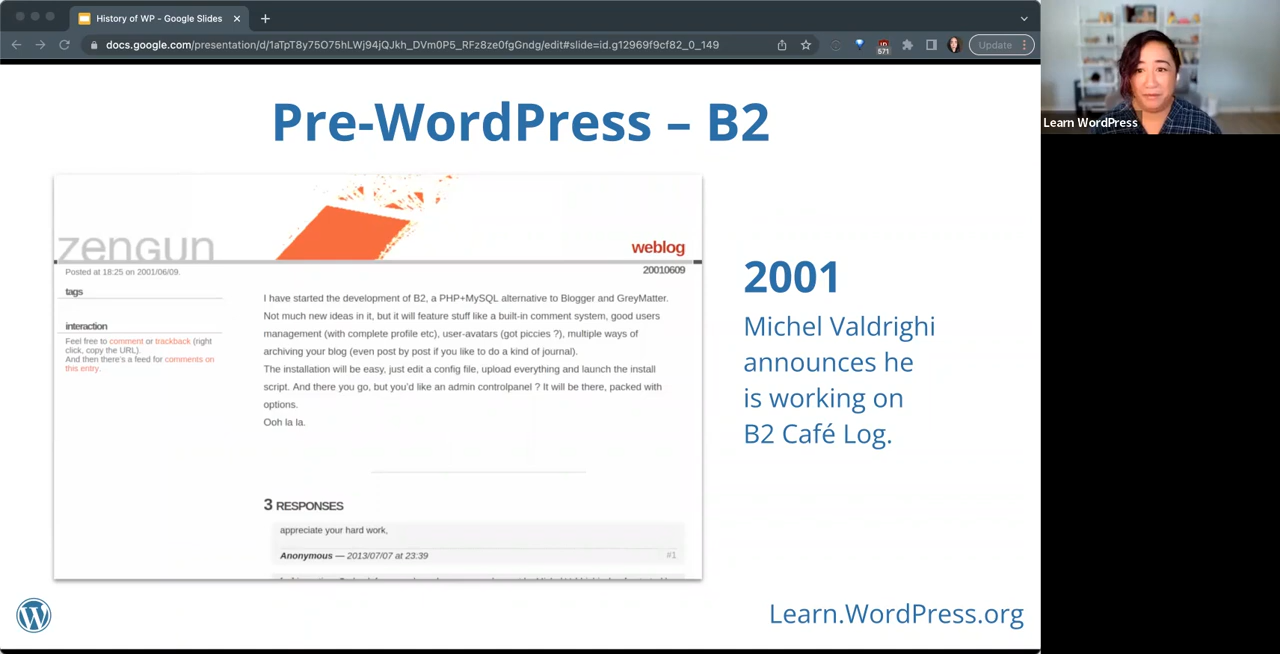 History of WP - Google Slides
docs.google.com/presentation/d/1aTpT8y75O75hLWj94jQJkh_DVm0P5_RFz8ze0fgGndg/edit#slide=id.g12969f9cf82_0_149
571
Update
Learn WordPress
Pre-WordPress – B2
zengun
weblog
Posted at 18:25 on 2001/06/09.
20010609
tags
interaction
Feel free to comment or trackback (right
click, copy the URL).
And then there's a feed for comments on
this entry.
I have started the development of B2, a PHP+MySQL alternative to Blogger and GreyMatter.
Not much new ideas in it, but it will feature stuff like a built-in comment system, good users
management (with complete profile etc), user-avatars (got piccies ?), multiple ways of
archiving your blog (even post by post if you like to do a kind of journal).
The installation will be easy, just edit a config file, upload everything and launch the install
script. And there you go, but you'd like an admin controlpanel ? It will be there, packed with
options.
Ooh la la.
3 RESPONSES
appreciate your hard work,
Anonymous — 2013/07/07 at 23:39
#1
2001
Michel Valdrighi
announces he
is working on
B2 Café Log.
Learn.WordPress.org